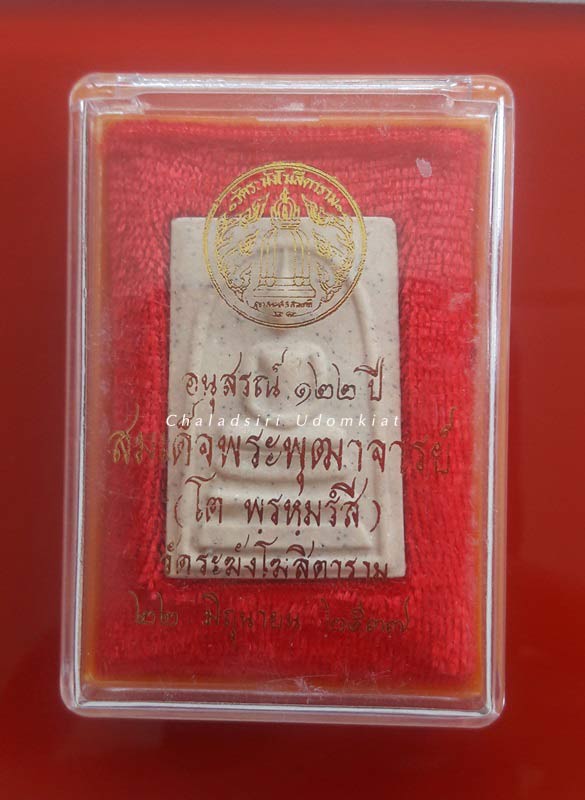 วัดระฆังโฆสิตาราม
อนุสรณ์ ๑๒๒ ปี
Chaladsiri Udomkiat
สมเด็จพระพุฒาจารย์
(โต พฺรหฺมรํสี)
วัดระฆังโฆสิตาราม
๒๒ มิถุนายน ๒๕๓๗